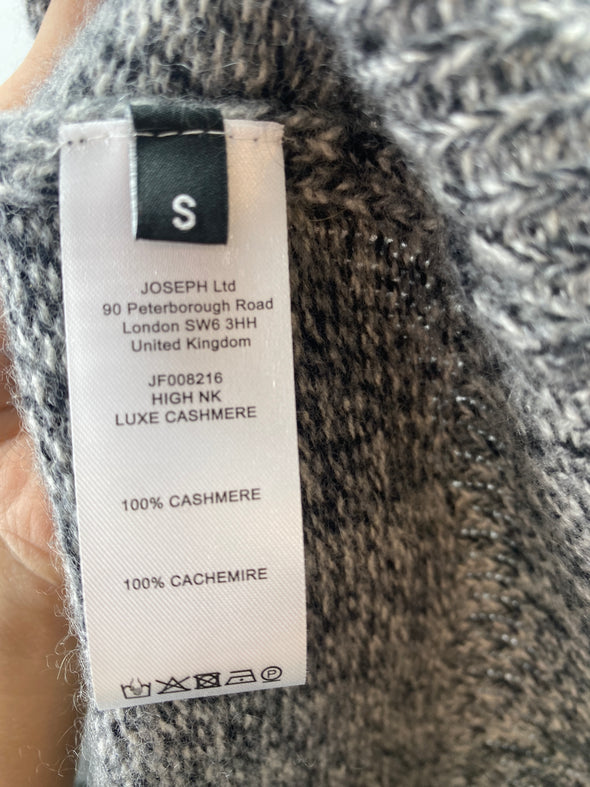 S
JOSEPH Ltd
90 Peterborough Road
London SW6 3HH
United Kingdom
JF008216
HIGH NK
LUXE CASHMERE
100% CASHMERE
100% CACHEMIRE
P